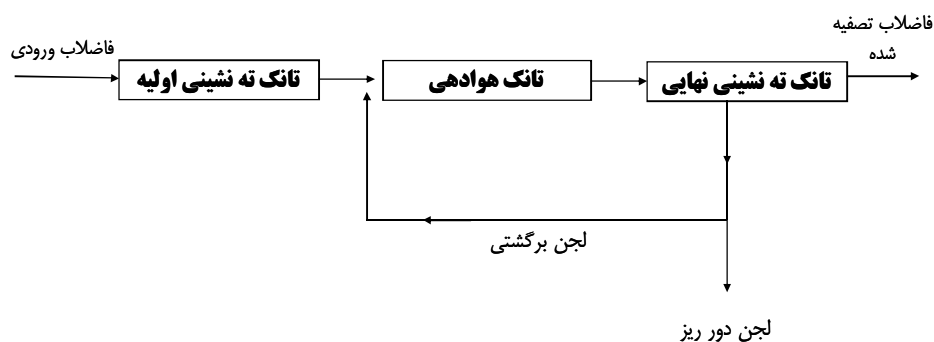 فاضلاب ورودی
تانک ته نشینی اولیه
تانک هوادهی
تانک ته نشینی نهایی
فاضلاب تصفیه
شده
لجن برگشتی
لجن دور ریز